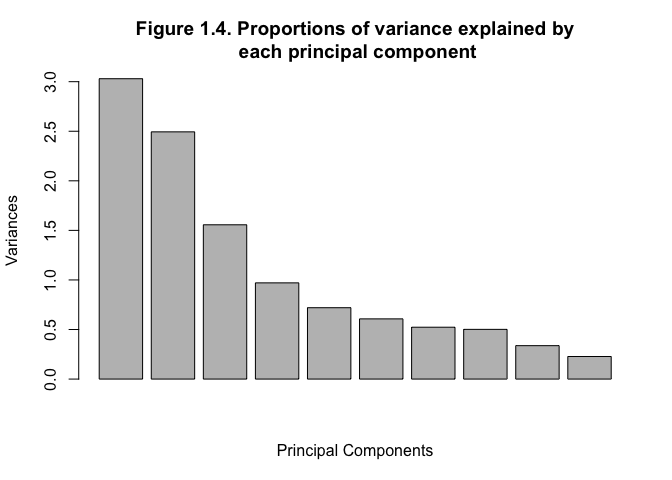 Figure 1.4. Proportions of variance explained by
each principal component
3.0
2.5
2.0
1.5
1.0
0.5
0.0
Variances
Principal Components